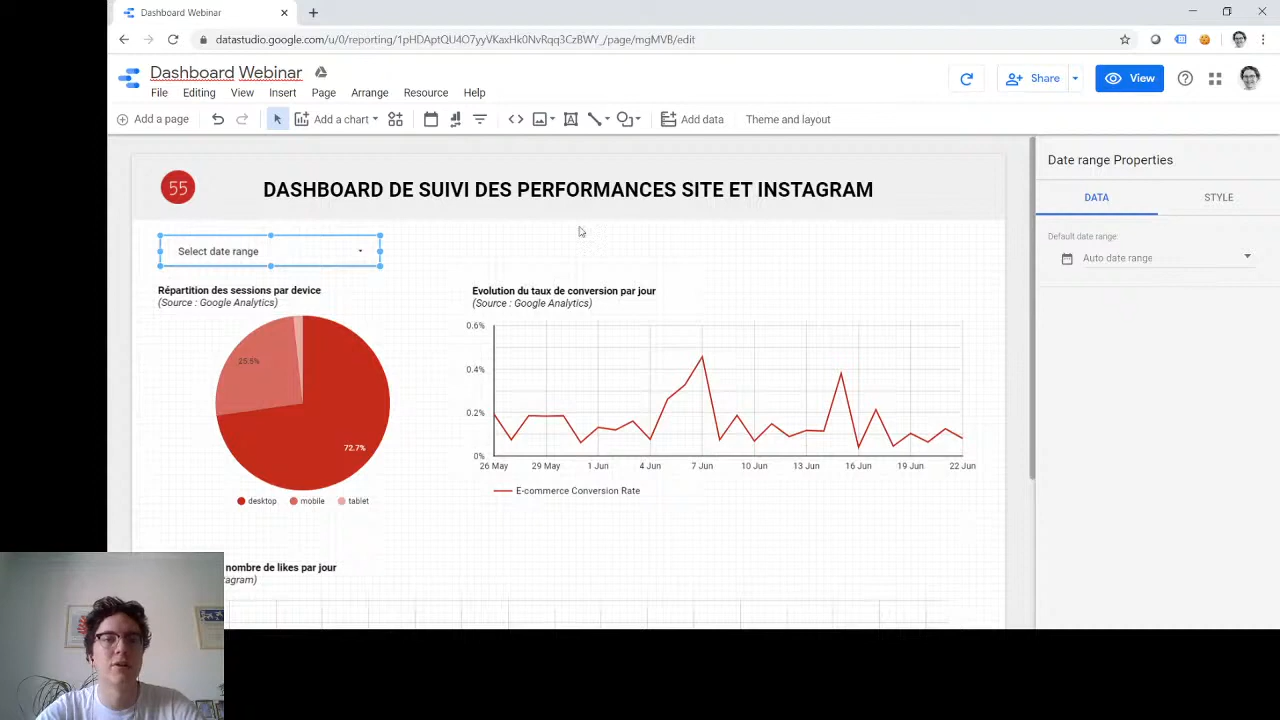 Dashboard Webinar
datastudio.google.com/u/0/reporting/1pHDAptQU4O7yyVKaxHk0NvRqq3CzBWY_/page/mgMVB/edit
Dashboard Webinar
File Editing View Insert Page Arrange Resource Help
Share
View
Add a page
Add a chart
Add data
Theme and layout
55
DASHBOARD DE SUIVI DES PERFORMANCES SITE ET INSTAGRAM
Select date range
Répartition des sessions par device
(Source : Google Analytics)
25.5%
72.7%
desktop mobile tablet
Evolution du taux de conversion par jour
(Source : Google Analytics)
0.6%
0.4%
0.2%
0%
26 May 29 May 1 Jun 4 Jun 7 Jun 10 Jun 13 Jun 16 Jun 19 Jun 22 Jun
E-commerce Conversion Rate
nombre de likes par jour
tagram)
Date range Properties
DATA STYLE
Default date range:
Auto date range